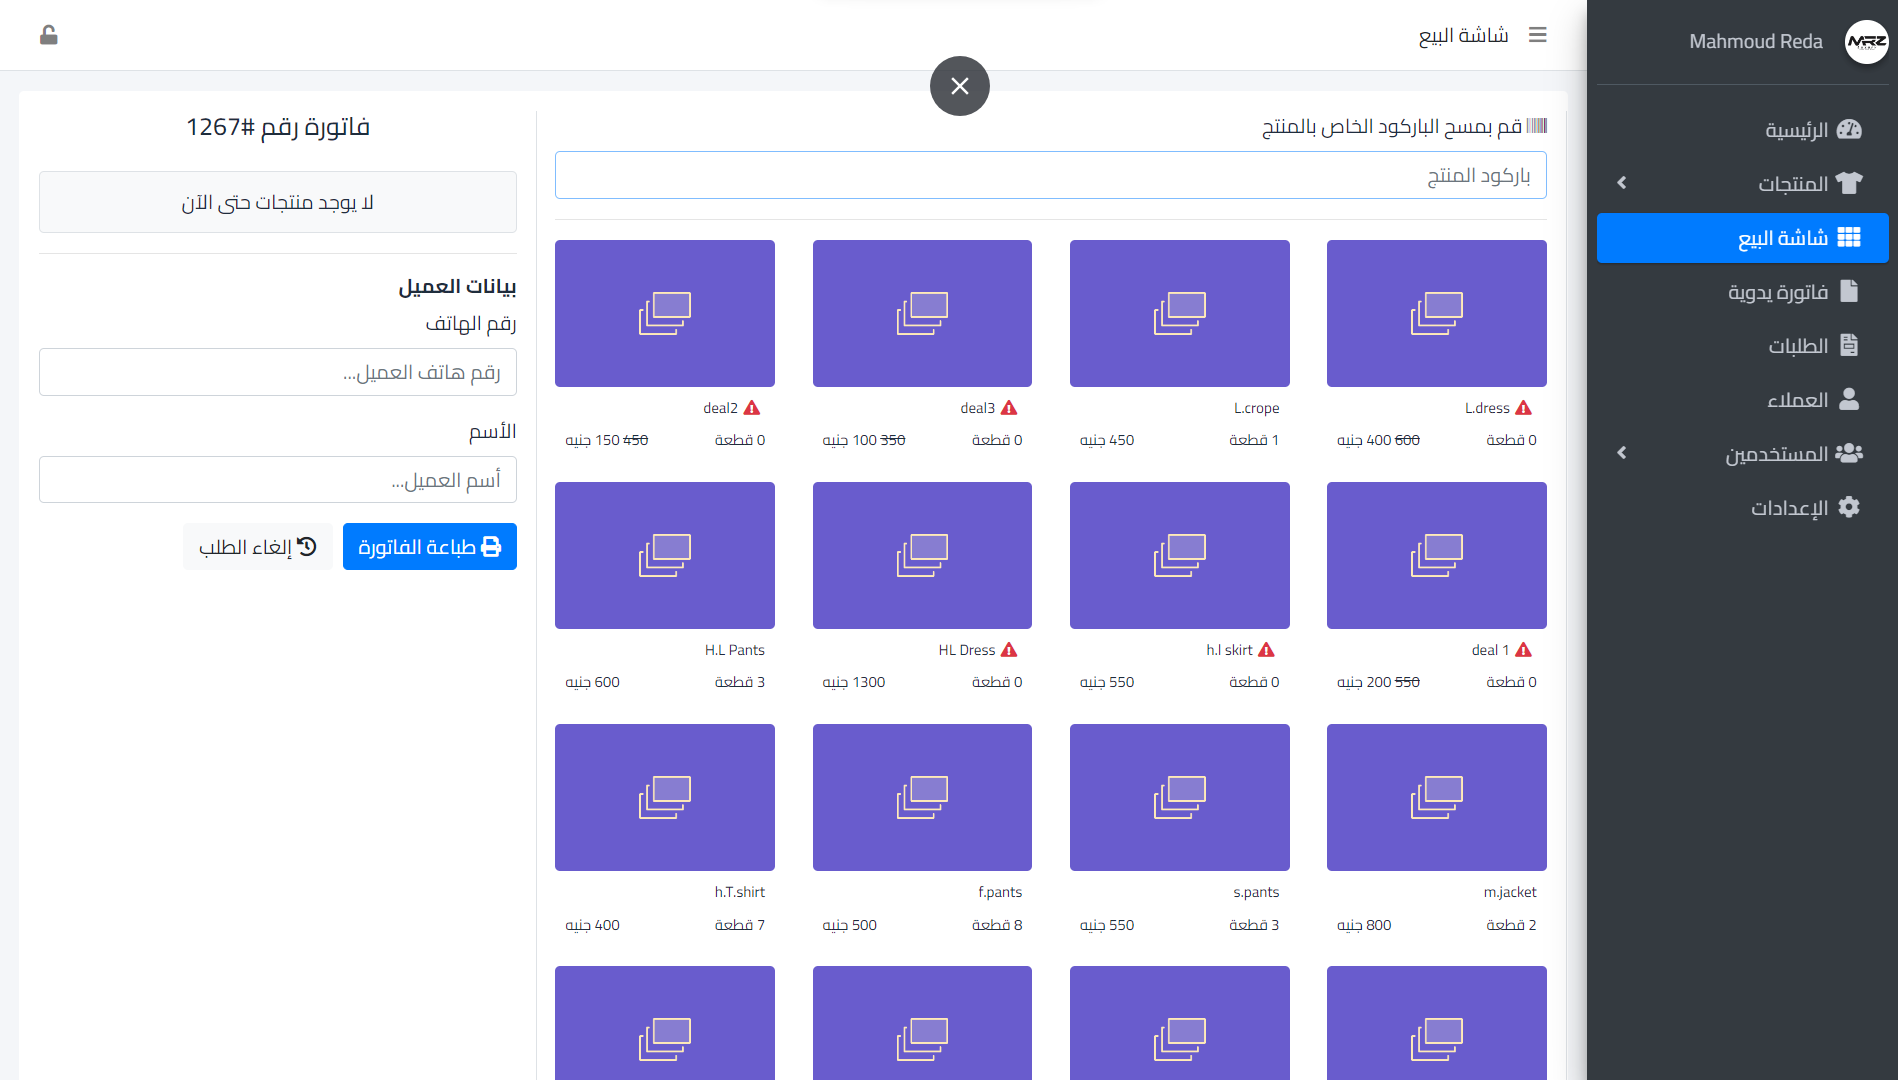 Mahmoud Reda
MRZ
الرئيسية
المنتجات
شاشة البيع
فاتورة يدوية
الطلبات
العملاء
المستخدمين
الإعدادات
شاشة البيع
قم بمسح الباركود الخاص بالمنتج
باركود المنتج
L.dress
0 قطعة
600 400 جنيه
L.crope
1 قطعة
450 جنيه
deal3
0 قطعة
350 100 جنيه
deal2
0 قطعة
450 150 جنيه
deal 1
0 قطعة
550 200 جنيه
h.l skirt
0 قطعة
550 جنيه
HL Dress
0 قطعة
1300 جنيه
H.L Pants
3 قطعة
600 جنيه
m.jacket
2 قطعة
800 جنيه
s.pants
3 قطعة
550 جنيه
f.pants
8 قطعة
500 جنيه
h.T.shirt
7 قطعة
400 جنيه
فاتورة رقم #1267
لا يوجد منتجات حتى الآن
بيانات العميل
رقم الهاتف
رقم هاتف العميل...
الأسم
أسم العميل...
طباعة الفاتورة
إلغاء الطلب